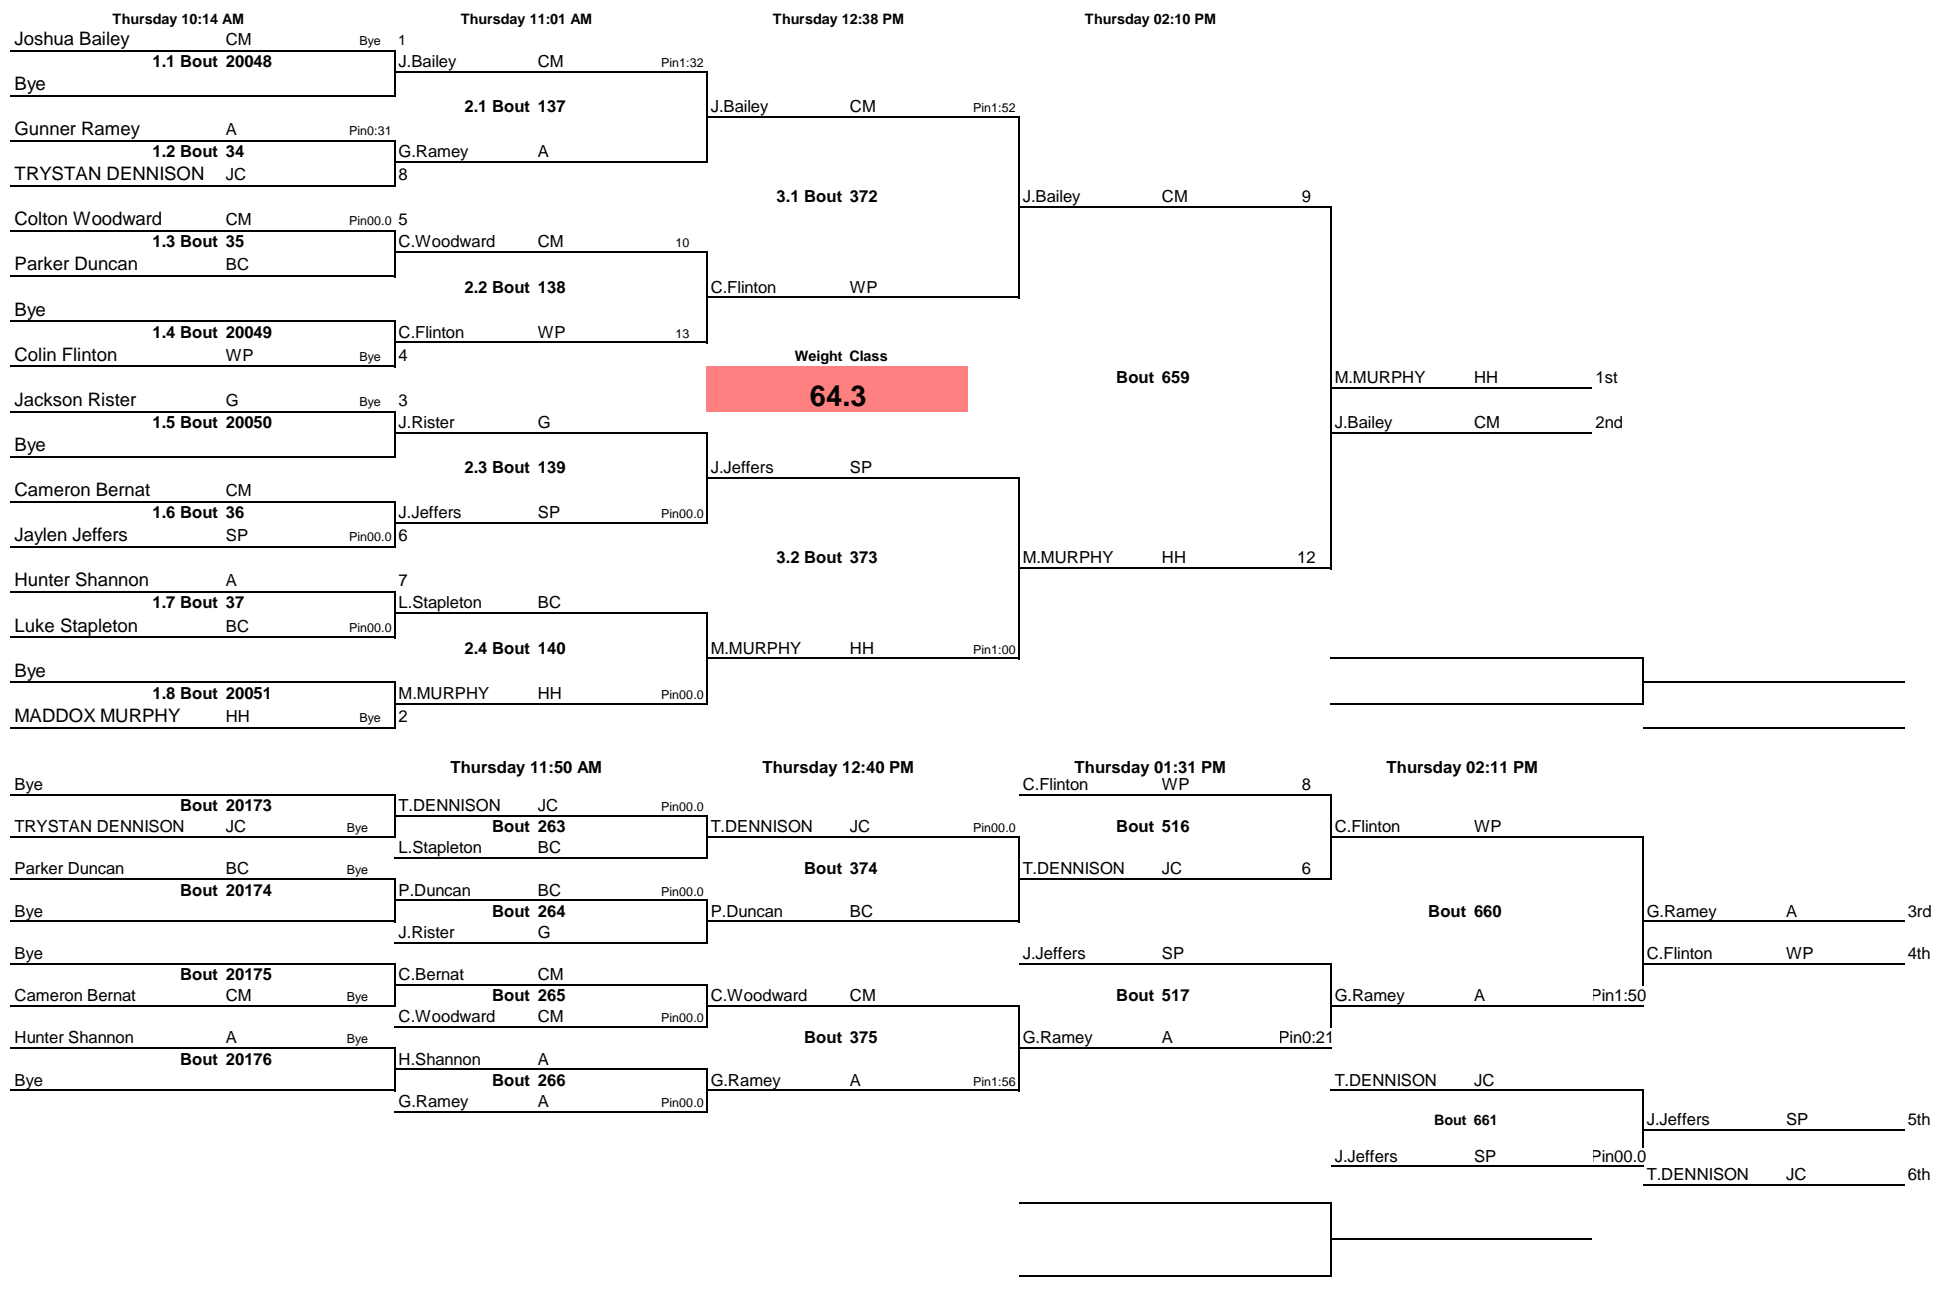 Thursday 10:14 AM Thursday 11:01 AM Thursday 12:38 PM Thursday 02:10 PM
Joshua Bailey CM Bye 1
1.1 Bout 20048 J.Bailey CM Pin1:32
Bye
2.1 Bout 137 J.Bailey CM Pin1:52
Gunner Ramey A Pin0:31
1.2 Bout 34 G.Ramey A
TRYSTAN DENNISON JC 8
3.1 Bout 372 J.Bailey CM 9
Colton Woodward CM Pin00.0 5
1.3 Bout 35 C.Woodward CM 10
Parker Duncan BC
2.2 Bout 138 C.Flinton WP
Bye
1.4 Bout 20049 C.Flinton WP 13
Colin Flinton WP Bye 4 Weight Class
Bout 659 M.MURPHY HH 1st
Jackson Rister G Bye 3 64.3
1.5 Bout 20050 J.Rister G J.Bailey CM 2nd
Bye
2.3 Bout 139 J.Jeffers SP
Cameron Bernat CM
1.6 Bout 36 J.Jeffers SP Pin00.0
Jaylen Jeffers SP Pin00.0 6
3.2 Bout 373 M.MURPHY HH 12
Hunter Shannon A 7
1.7 Bout 37 L.Stapleton BC
Luke Stapleton BC Pin00.0
2.4 Bout 140 M.MURPHY HH Pin1:00
Bye
1.8 Bout 20051 M.MURPHY HH Pin00.0
MADDOX MURPHY HH Bye 2
Thursday 11:50 AM Thursday 12:40 PM Thursday 01:31 PM Thursday 02:11 PM
Bye C.Flinton WP 8
Bout 20173 T.DENNISON JC Pin00.0
TRYSTAN DENNISON JC Bye Bout 263 T.DENNISON JC Pin00.0 Bout 516 C.Flinton WP
L.Stapleton BC
Parker Duncan BC Bye Bout 374 T.DENNISON JC 6
Bout 20174 P.Duncan BC Pin00.0
Bye Bout 264 P.Duncan BC Bout 660 G.Ramey A 3rd
J.Rister G
Bye J.Jeffers SP C.Flinton WP 4th
Bout 20175 C.Bernat CM
Cameron Bernat CM Bye Bout 265 C.Woodward CM Bout 517 G.Ramey A Pin1:50
C.Woodward CM Pin00.0
Hunter Shannon A Bye Bout 375 G.Ramey A Pin0:21
Bout 20176 H.Shannon A
Bye Bout 266 G.Ramey A Pin1:56 T.DENNISON JC
G.Ramey A Pin00.0
Bout 661 J.Jeffers SP 5th
J.Jeffers SP Pin00.0
T.DENNISON JC 6th